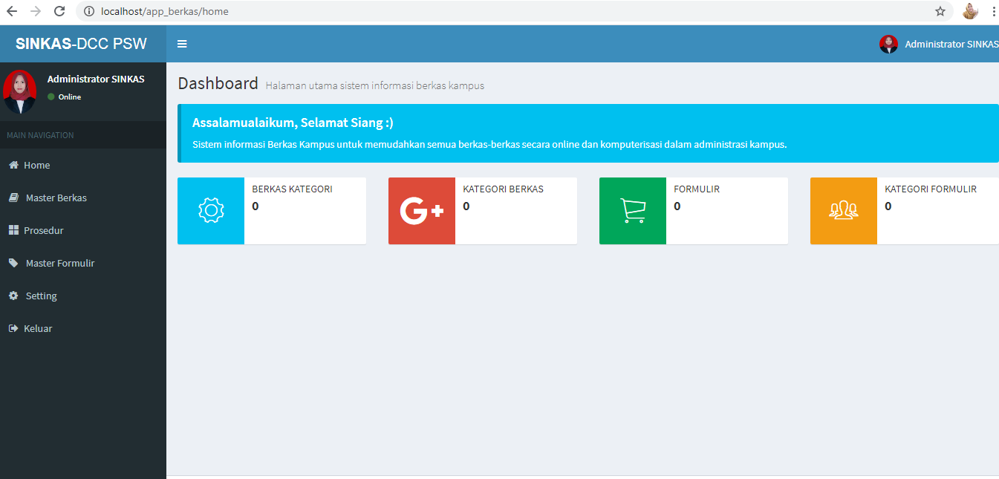 localhost/app_berkas/home
SINKAS-DCC PSW
Administrator SINKAS
Administrator SINKAS
Online
MAIN NAVIGATION
Home
Master Berkas
Prosedur
Master Formulir
Setting
Keluar
Dashboard Halaman utama sistem informasi berkas kampus
Assalamualaikum, Selamat Siang :)
Sistem informasi Berkas Kampus untuk memudahkan semua berkas-berkas secara online dan komputerisasi dalam administrasi kampus.
BERKAS KATEGORI
0
G+
KATEGORI BERKAS
0
FORMULIR
0
KATEGORI FORMULIR
0